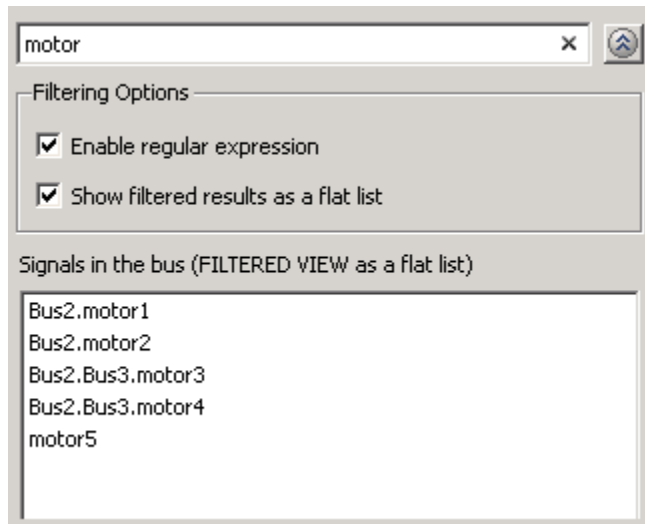 motor
Filtering Options
Enable regular expression
Show filtered results as a flat list
Signals in the bus (FILTERED VIEW as a flat list)
Bus2.motor1
Bus2.motor2
Bus2.Bus3.motor3
Bus2.Bus3.motor4
motor5